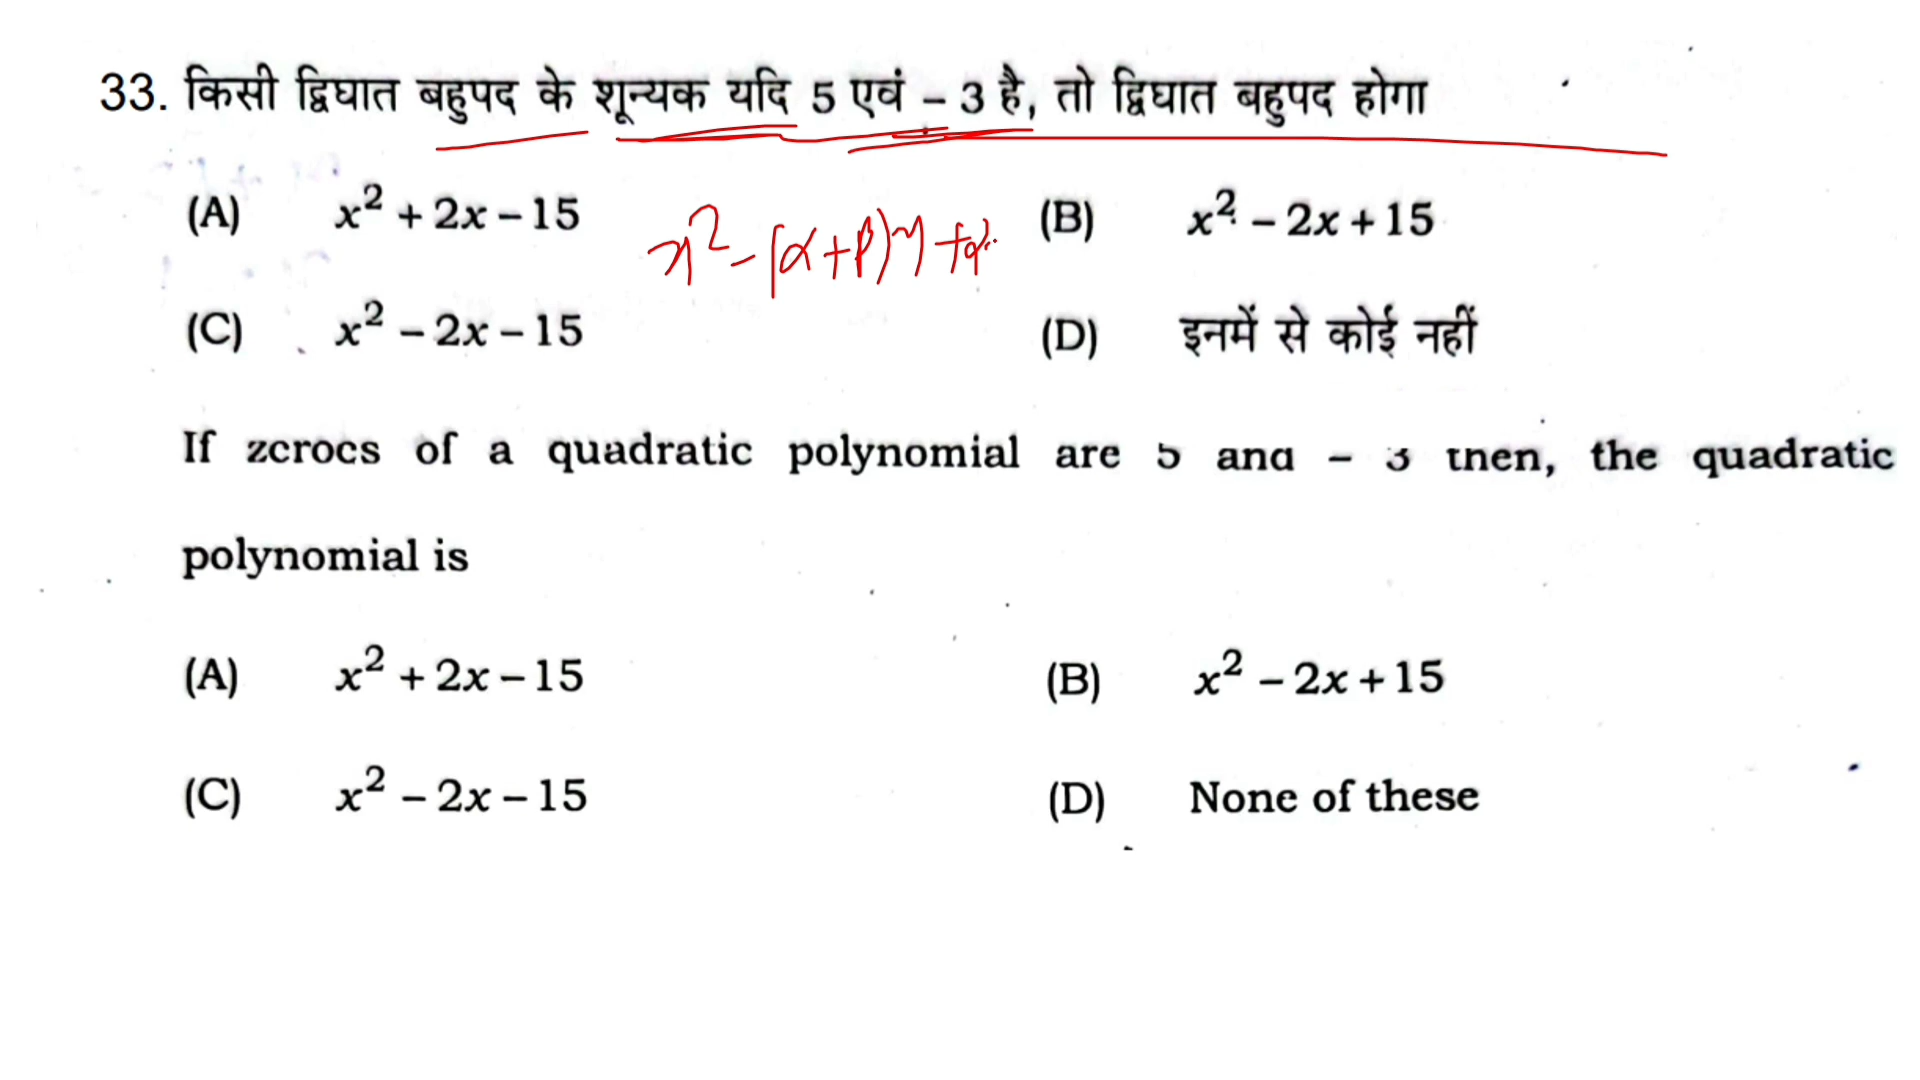 33. किसी द्विघात बहुपद के शून्यक यदि 5 एवं – 3 है, तो द्विघात बहुपद होगा
(A) x² + 2x – 15 (B) x² – 2x + 15
x² – (α+β)x + α
(C) x² – 2x – 15 (D) इनमें से कोई नहीं
If zeroes of a quadratic polynomial are 5 and – 3 then, the quadratic
polynomial is
(A) x² + 2x – 15 (B) x² – 2x + 15
(C) x² – 2x – 15 (D) None of these